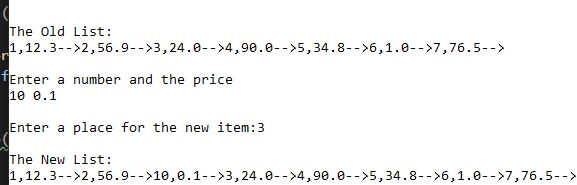 The Old List:
1,12.3-->2,56.9-->3,24.0-->4,90.0-->5,34.8-->6,1.0-->7,76.5-->
Enter a number and the price
10 0.1
Enter a place for the new item:3
The New List:
1,12.3-->2,56.9-->10,0.1-->3,24.0-->4,90.0-->5,34.8-->6,1.0-->7,76.5-->